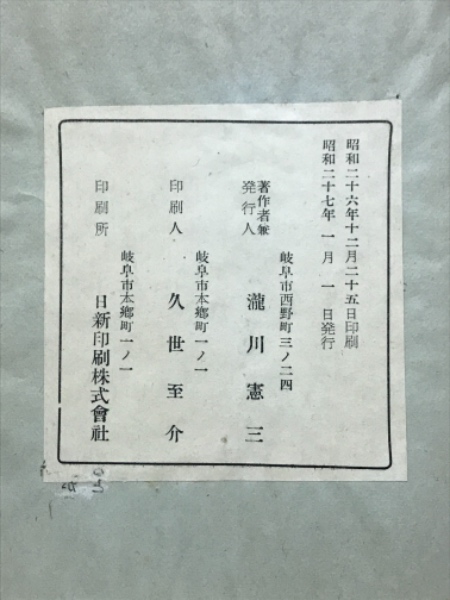 昭和二十六年十二月二十五日印刷
昭和二十七年一月一日発行
岐阜市西野町三ノ二四
著作者兼
発行人
瀧川憲三
岐阜市本鄕町一ノ一
印刷人 久世至介
岐阜市本鄕町一ノ一
印刷所 日新印刷株式會社